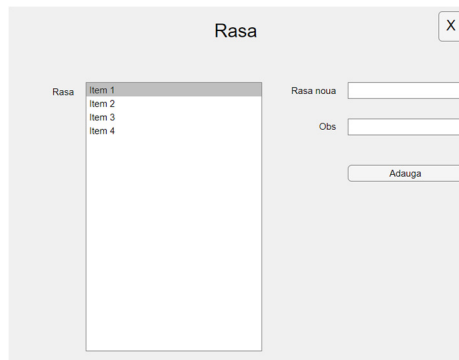 Rasa
X
Rasa
Item 1
Item 2
Item 3
Item 4
Rasa noua
Obs
Adauga